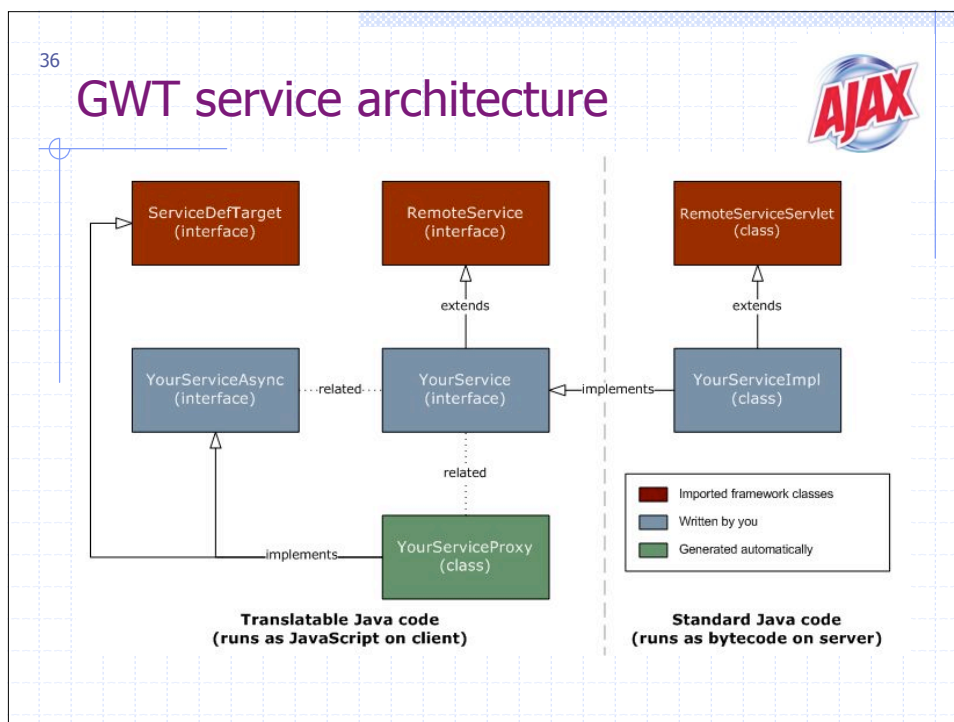 36
GWT service architecture
AJAX
ServiceDefTarget
(interface)
RemoteService
(interface)
RemoteServiceServlet
(class)
extends
extends
YourServiceAsync
(interface)
related
YourService
(interface)
implements
YourServiceImpl
(class)
related
Imported framework classes
Written by you
Generated automatically
YourServiceProxy
(class)
implements
Translatable Java code
(runs as JavaScript on client)
Standard Java code
(runs as bytecode on server)